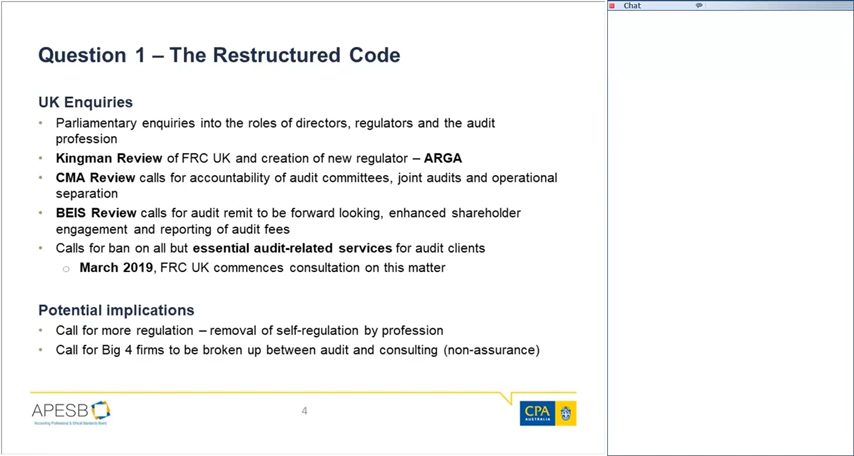 Chat
Question 1 – The Restructured Code
UK Enquiries
• Parliamentary enquiries into the roles of directors, regulators and the audit
profession
• Kingman Review of FRC UK and creation of new regulator – ARGA
• CMA Review calls for accountability of audit committees, joint audits and operational
separation
• BEIS Review calls for audit remit to be forward looking, enhanced shareholder
engagement and reporting of audit fees
• Calls for ban on all but essential audit-related services for audit clients
o March 2019, FRC UK commences consultation on this matter
Potential implications
• Call for more regulation – removal of self-regulation by profession
• Call for Big 4 firms to be broken up between audit and consulting (non-assurance)
APESB
Accounting Professional & Ethical Standards Board
4
CPA
AUSTRALIA